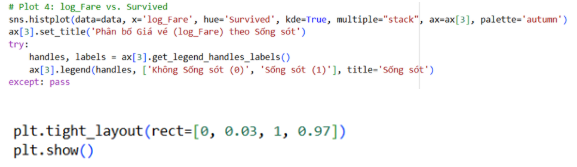 # Plot 4: log_Fare vs. Survived
sns.histplot(data=data, x='log_Fare', hue='Survived', kde=True, multiple="stack", ax=ax[3], palette='autumn')
ax[3].set_title('Phân bố Giá vé (log_Fare) theo Sống sót')
try:
    handles, labels = ax[3].get_legend_handles_labels()
    ax[3].legend(handles, ['Không Sống sót (0)', 'Sống sót (1)'], title='Sống sót')
except: pass
plt.tight_layout(rect=[0, 0.03, 1, 0.97])
plt.show()